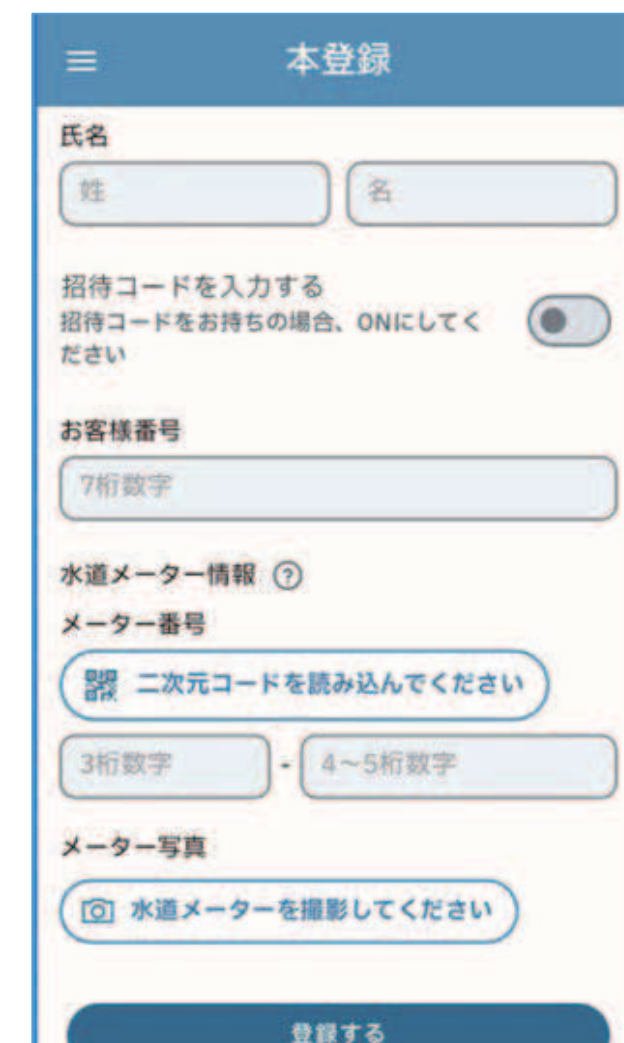 本登録
氏名
姓 名
招待コードを入力する
招待コードをお持ちの場合、ONにしてく
ださい
お客様番号
7桁数字
水道メーター情報 ?
メーター番号
二次元コードを読み込んでください
3桁数字 - 4~5桁数字
メーター写真
水道メーターを撮影してください
登録する